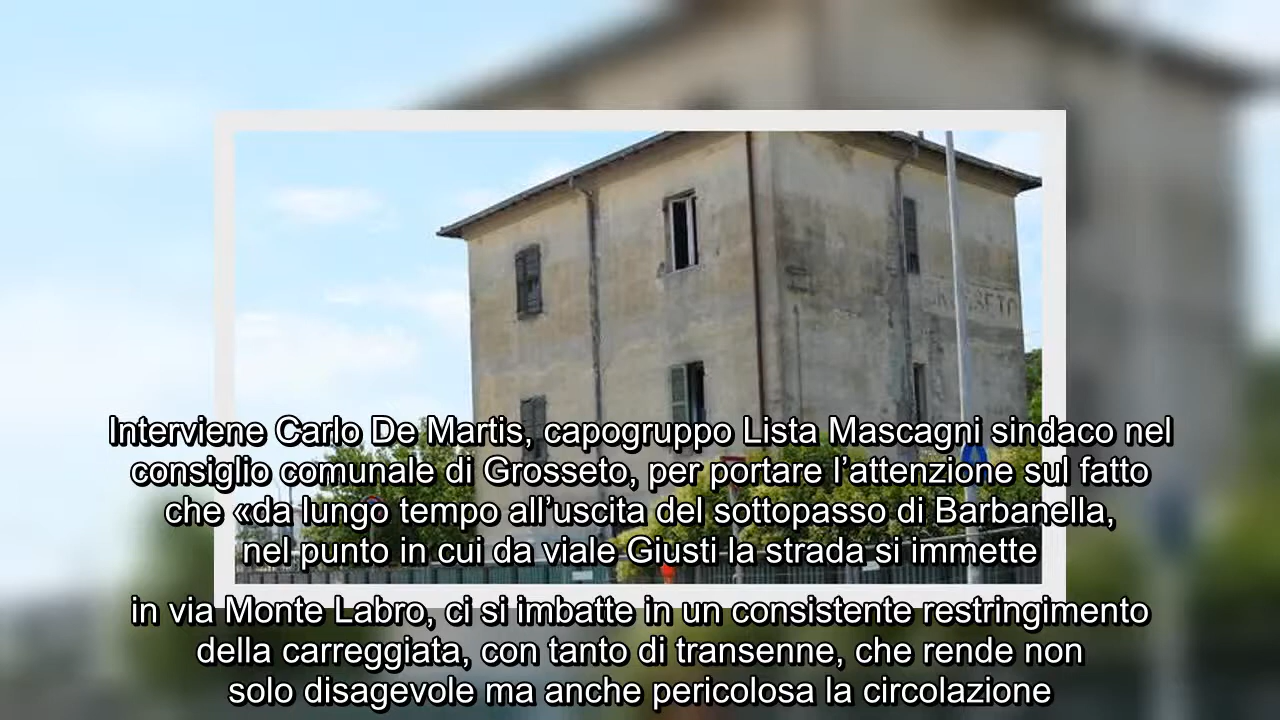 GROSSETO
Interviene Carlo De Martis, capogruppo Lista Mascagni sindaco nel
consiglio comunale di Grosseto, per portare l’attenzione sul fatto
che «da lungo tempo all’uscita del sottopasso di Barbanella,
nel punto in cui da viale Giusti la strada si immette
in via Monte Labro, ci si imbatte in un consistente restringimento
della carreggiata, con tanto di transenne, che rende non
solo disagevole ma anche pericolosa la circolazione